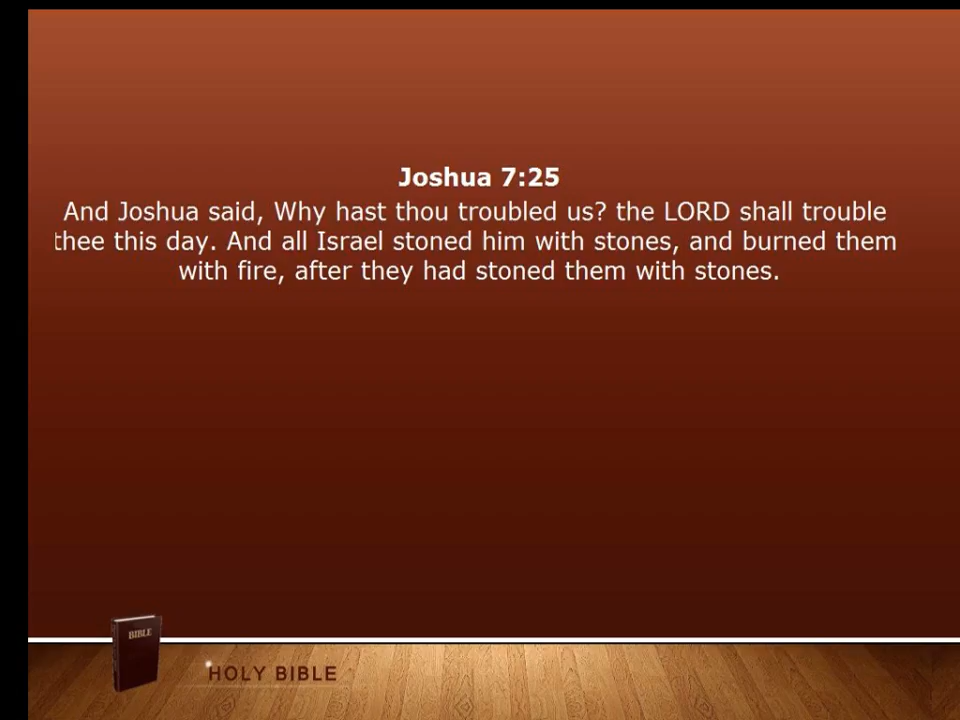 Joshua 7:25
And Joshua said, Why hast thou troubled us? the LORD shall trouble
thee this day. And all Israel stoned him with stones, and burned them
with fire, after they had stoned them with stones.
BIBLE
HOLY BIBLE